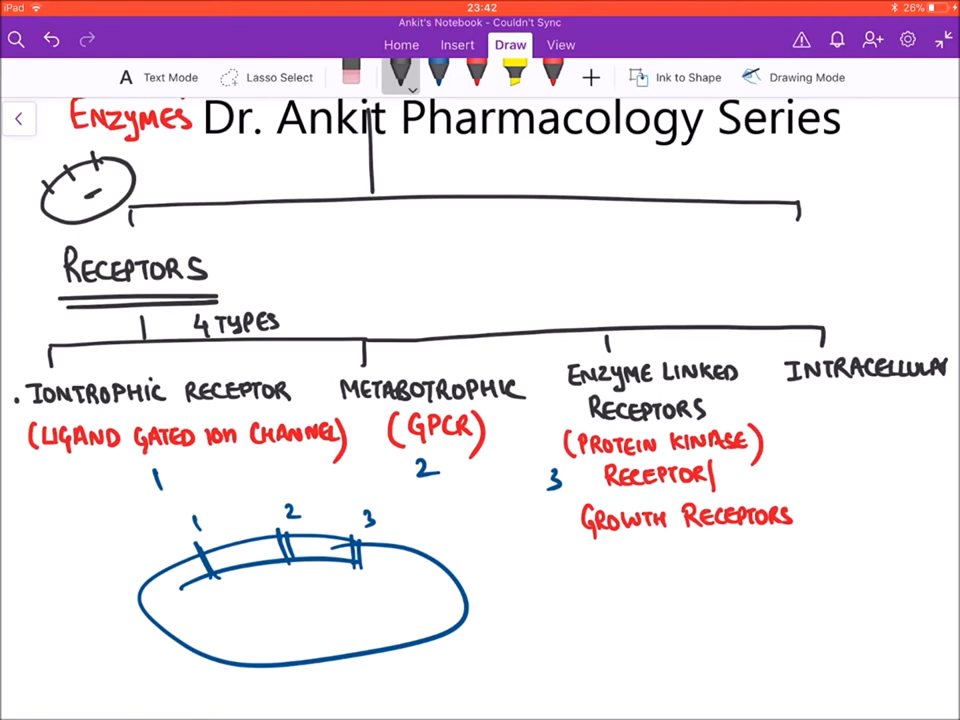 iPad 23:42 26%
Ankit's Notebook - Couldn't Sync
Home Insert Draw View
A Text Mode Lasso Select Ink to Shape Drawing Mode
ENZYMES Dr. Ankit Pharmacology Series
RECEPTORS
4 TYPES
. IONTROPHIC RECEPTOR METABOTROPHIC ENZYME LINKED INTRACELLULAR
RECEPTORS
(LIGAND GATED ION CHANNEL) (GPCR) (PROTEIN KINASE)
1 2 3 RECEPTOR/
GROWTH RECEPTORS
1 2 3